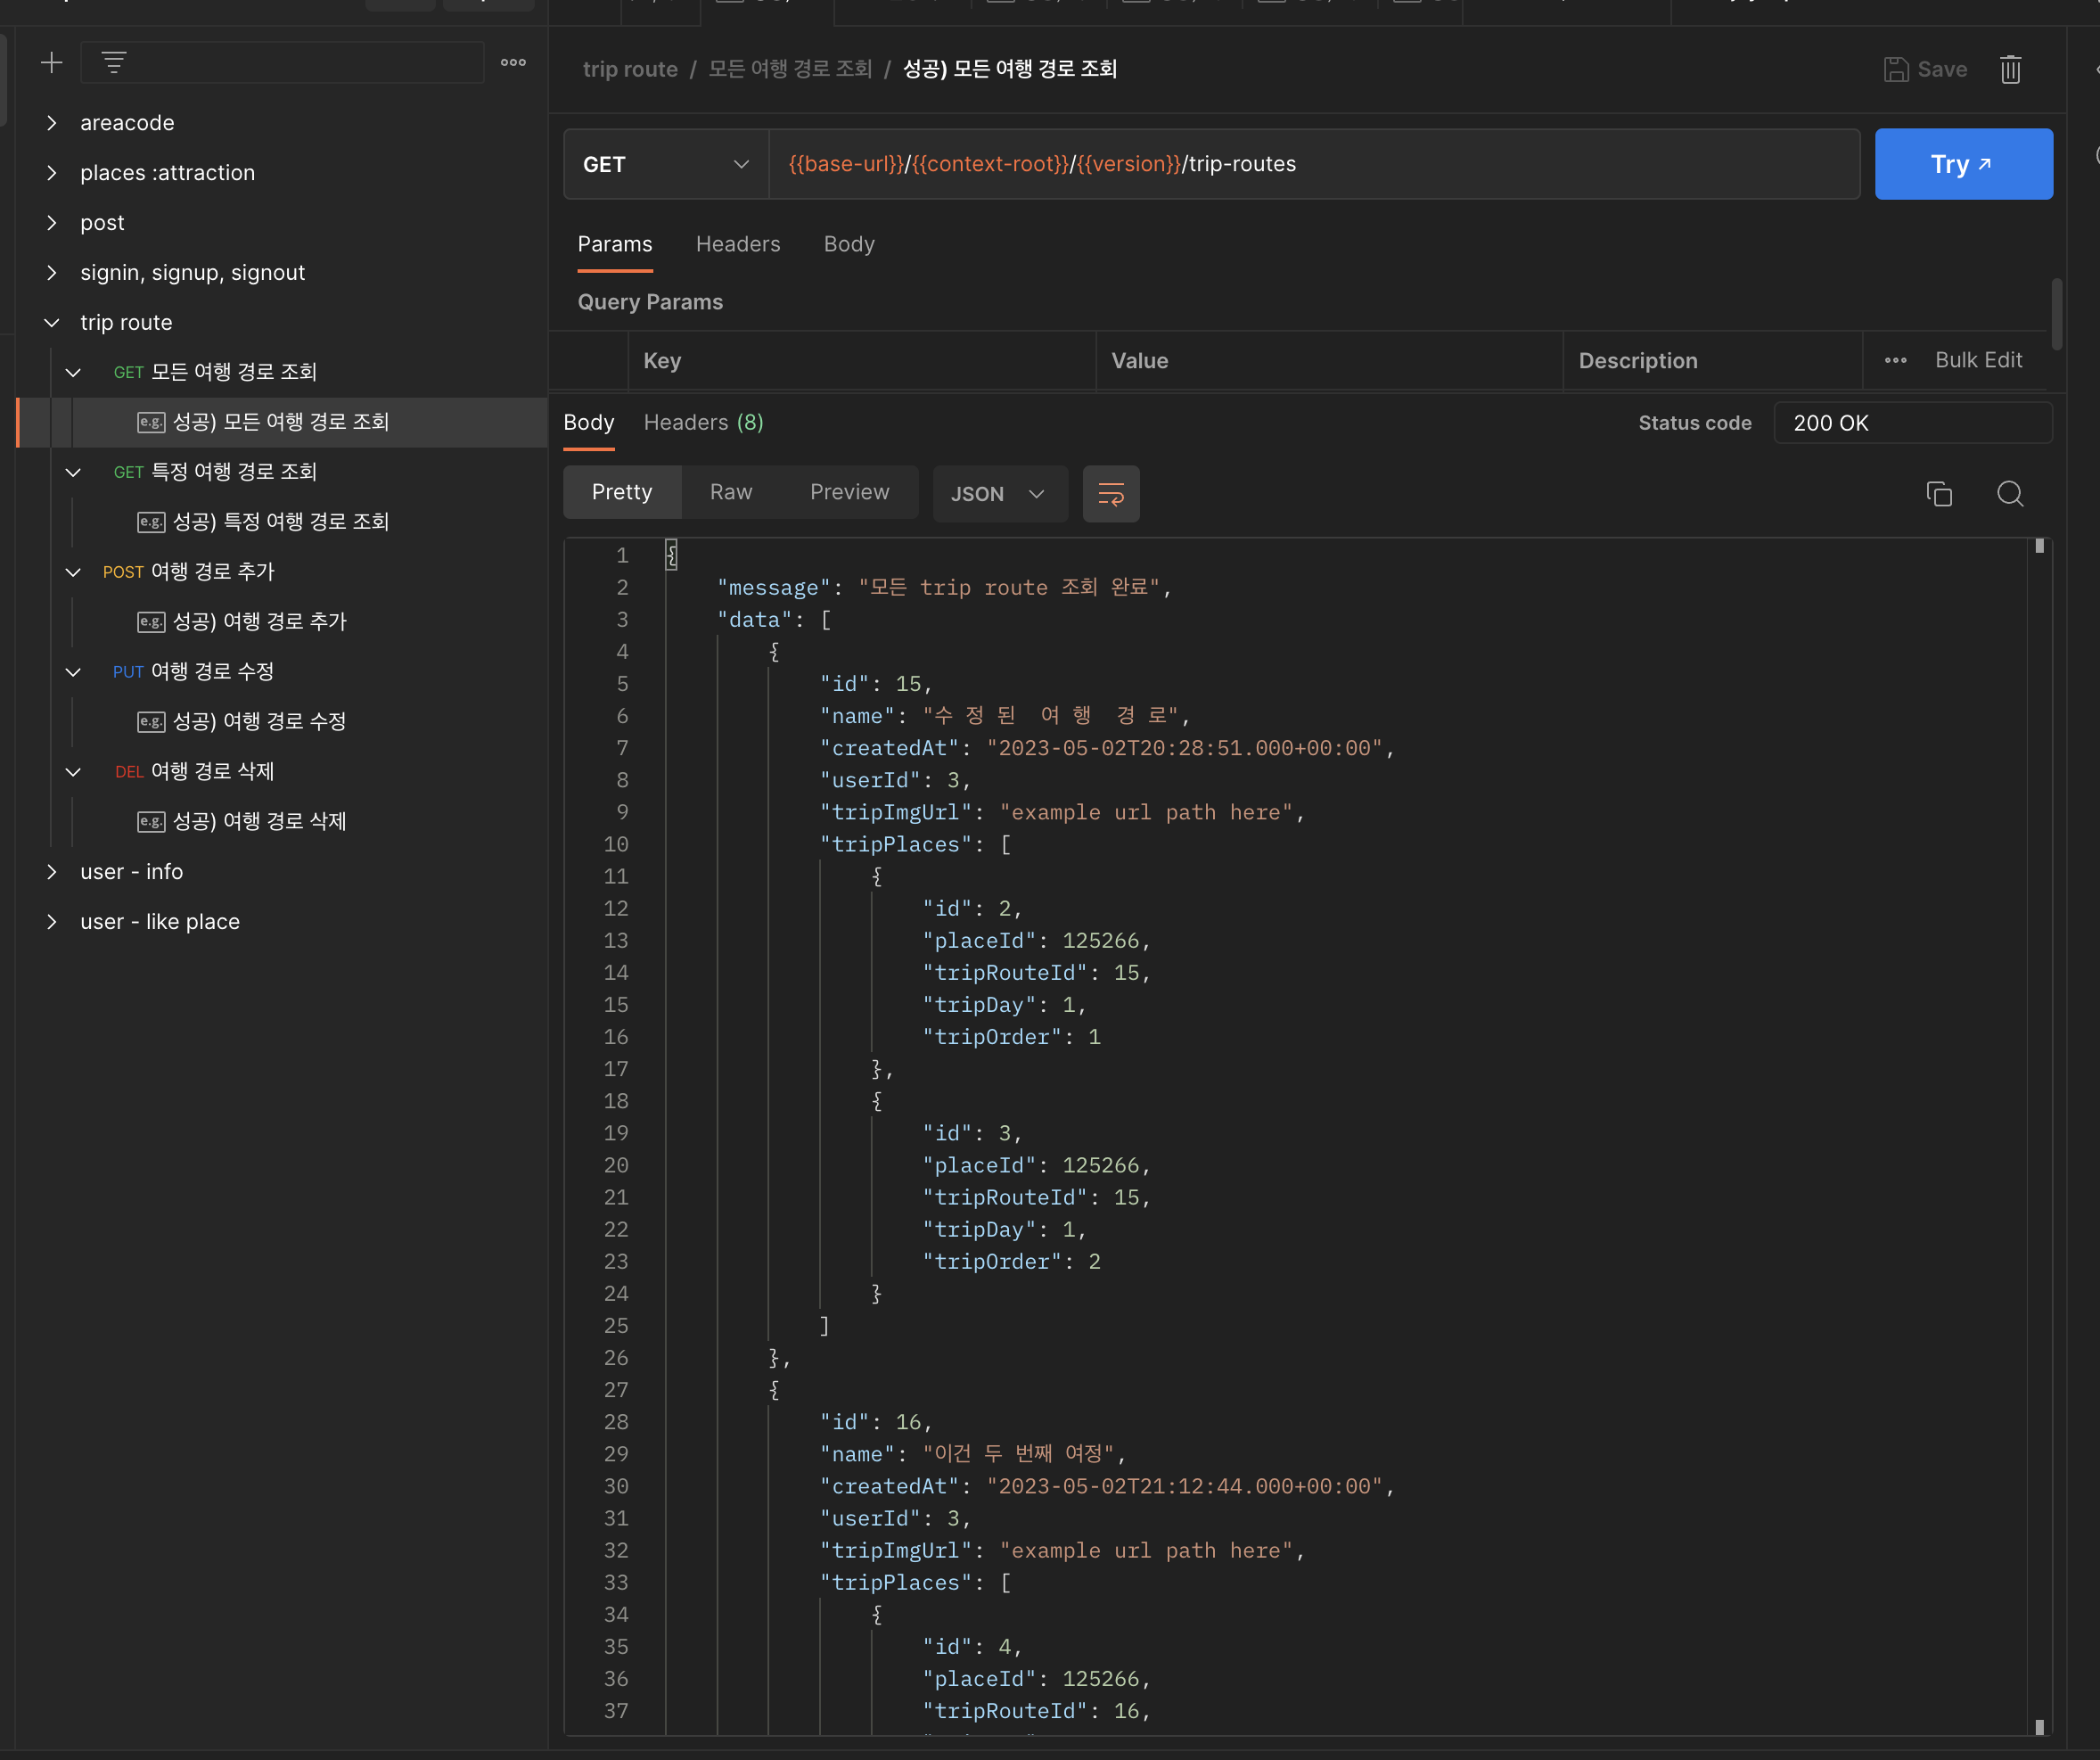 areacode
places :attraction
post
signin, signup, signout
trip route
GET 모든 여행 경로 조회
e.g. 성공) 모든 여행 경로 조회
GET 특정 여행 경로 조회
e.g. 성공) 특정 여행 경로 조회
POST 여행 경로 추가
e.g. 성공) 여행 경로 추가
PUT 여행 경로 수정
e.g. 성공) 여행 경로 수정
DEL 여행 경로 삭제
e.g. 성공) 여행 경로 삭제
user - info
user - like place
trip route / 모든 여행 경로 조회 / 성공) 모든 여행 경로 조회
Save
GET {{base-url}}/{{context-root}}/{{version}}/trip-routes
Try
Params Headers Body
Query Params
Key Value Description Bulk Edit
Body Headers (8) Status code 200 OK
Pretty Raw Preview JSON
1 {
2 "message": "모든 trip route 조회 완료",
3 "data": [
4 {
5 "id": 15,
6 "name": "수 정 된  여 행  경 로",
7 "createdAt": "2023-05-02T20:28:51.000+00:00",
8 "userId": 3,
9 "tripImgUrl": "example url path here",
10 "tripPlaces": [
11 {
12 "id": 2,
13 "placeId": 125266,
14 "tripRouteId": 15,
15 "tripDay": 1,
16 "tripOrder": 1
17 },
18 {
19 "id": 3,
20 "placeId": 125266,
21 "tripRouteId": 15,
22 "tripDay": 1,
23 "tripOrder": 2
24 }
25 ]
26 },
27 {
28 "id": 16,
29 "name": "이건 두 번째 여정",
30 "createdAt": "2023-05-02T21:12:44.000+00:00",
31 "userId": 3,
32 "tripImgUrl": "example url path here",
33 "tripPlaces": [
34 {
35 "id": 4,
36 "placeId": 125266,
37 "tripRouteId": 16,